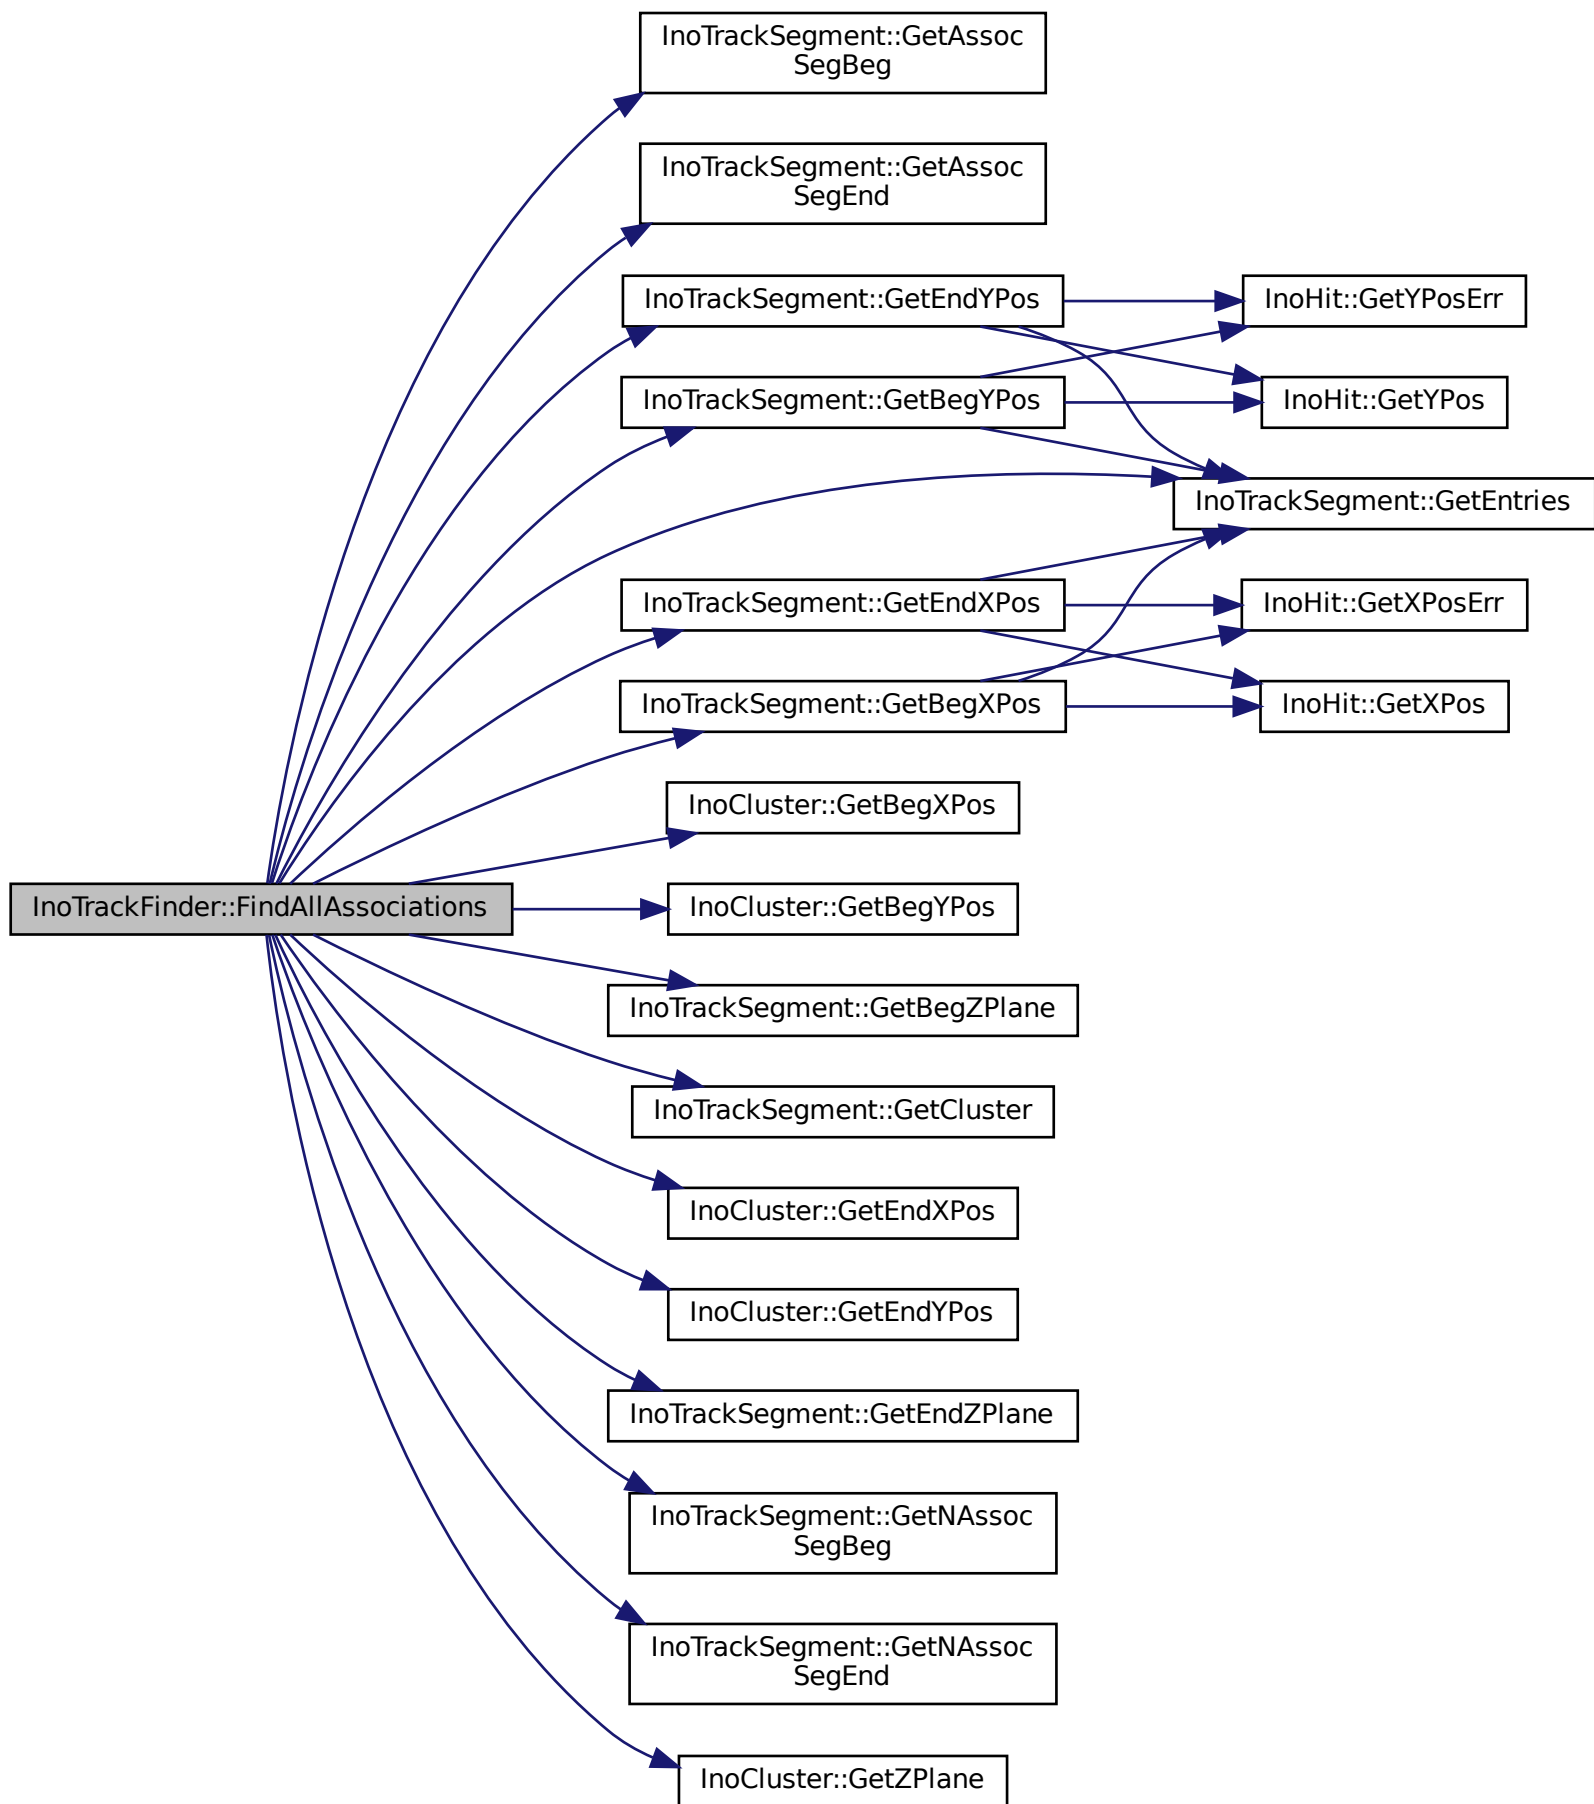 InoTrackSegment::GetAssoc
SegBeg
InoTrackSegment::GetAssoc
SegEnd
InoTrackSegment::GetEndYPos
InoHit::GetYPosErr
InoTrackSegment::GetBegYPos
InoHit::GetYPos
InoTrackSegment::GetEntries
InoTrackSegment::GetEndXPos
InoHit::GetXPosErr
InoTrackSegment::GetBegXPos
InoHit::GetXPos
InoCluster::GetBegXPos
InoTrackFinder::FindAllAssociations
InoCluster::GetBegYPos
InoTrackSegment::GetBegZPlane
InoTrackSegment::GetCluster
InoCluster::GetEndXPos
InoCluster::GetEndYPos
InoTrackSegment::GetEndZPlane
InoTrackSegment::GetNAssoc
SegBeg
InoTrackSegment::GetNAssoc
SegEnd
InoCluster::GetZPlane